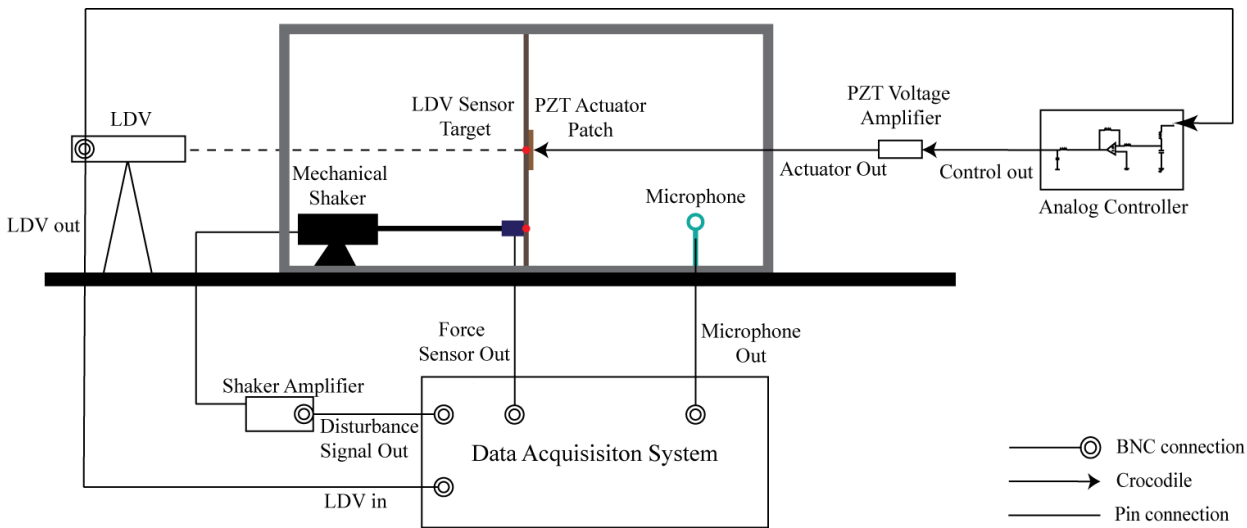 LDV
LDV Sensor
Target
PZT Actuator
Patch
PZT Voltage
Amplifier
Mechanical
Shaker
Microphone
Actuator Out
Control out
Analog Controller
LDV out
Force
Sensor Out
Microphone
Out
Shaker Amplifier
Disturbance
Signal Out
Data Acquisisiton System
LDV in
BNC connection
Crocodile
Pin connection